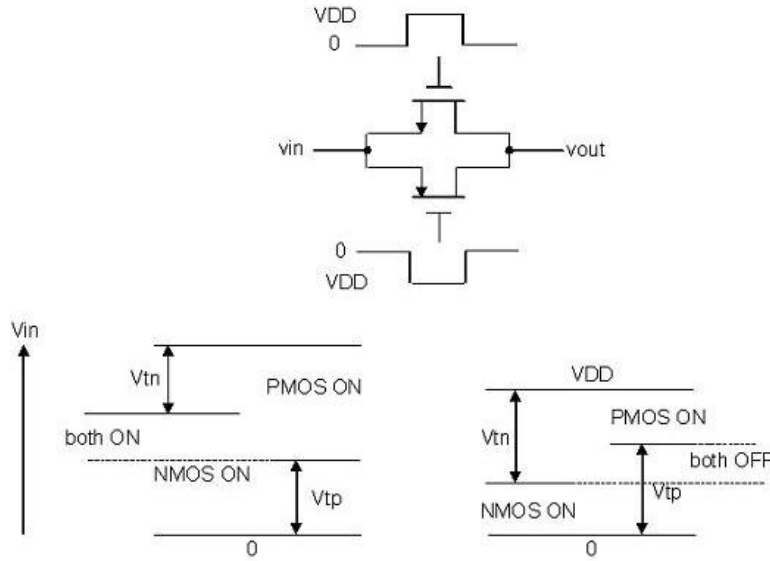 VDD
0
vin
vout
0
VDD
Vin
Vtn
PMOS ON
both ON
NMOS ON
Vtp
0
VDD
Vtn
PMOS ON
both OFF
Vtp
NMOS ON
0